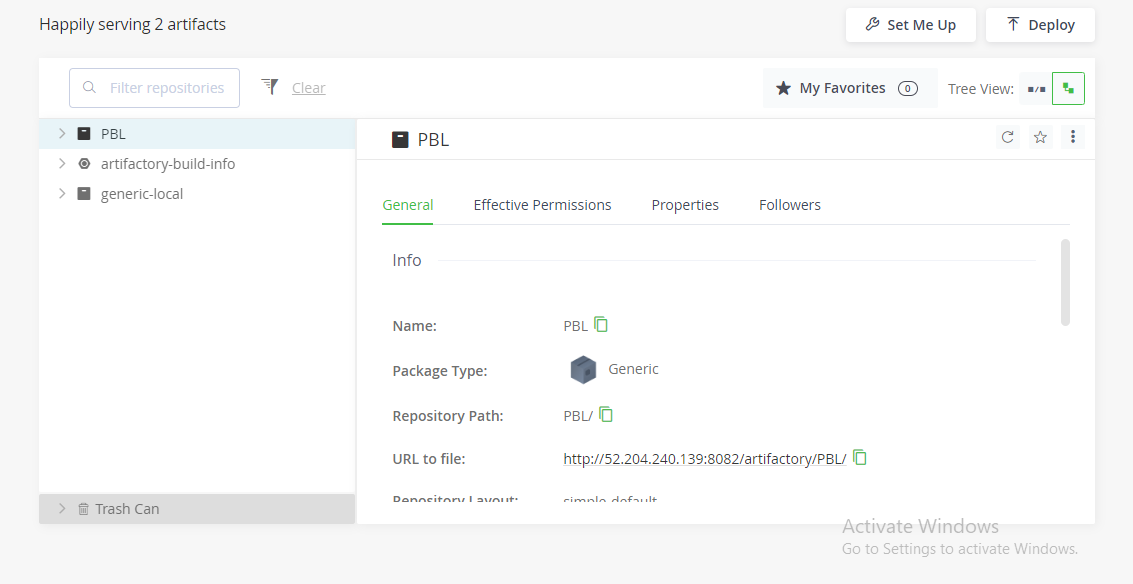 Happily serving 2 artifacts
Set Me Up
Deploy
Filter repositories
Clear
My Favorites 0
Tree View:
PBL
artifactory-build-info
generic-local
Trash Can
PBL
General
Effective Permissions
Properties
Followers
Info
Name: PBL
Package Type: Generic
Repository Path: PBL/
URL to file: http://52.204.240.139:8082/artifactory/PBL/
Repository Layout: simple-default
Activate Windows
Go to Settings to activate Windows.